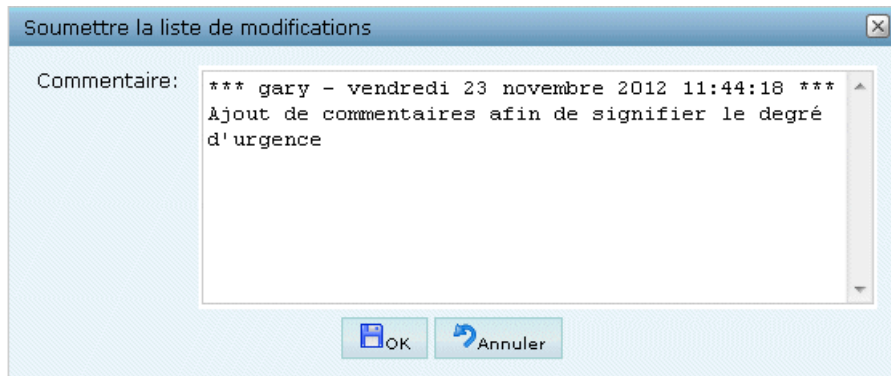 Soumettre la liste de modifications
Commentaire:
*** gary - vendredi 23 novembre 2012 11:44:18 ***
Ajout de commentaires afin de signifier le degré
d'urgence
OK Annuler